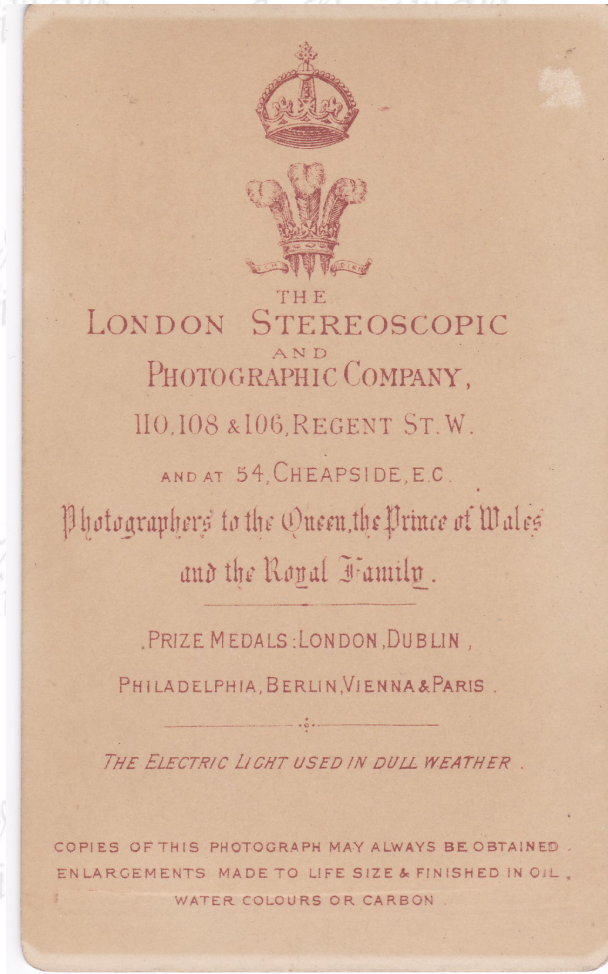 THE
LONDON STEREOSCOPIC
AND
PHOTOGRAPHIC COMPANY,
110, 108 & 106, REGENT ST. W.
AND AT 54, CHEAPSIDE, E.C.
Photographers to the Queen, the Prince of Wales
and the Royal Family.
PRIZE MEDALS: LONDON, DUBLIN,
PHILADELPHIA, BERLIN, VIENNA & PARIS.
THE ELECTRIC LIGHT USED IN DULL WEATHER.
COPIES OF THIS PHOTOGRAPH MAY ALWAYS BE OBTAINED.
ENLARGEMENTS MADE TO LIFE SIZE & FINISHED IN OIL,
WATER COLOURS OR CARBON.